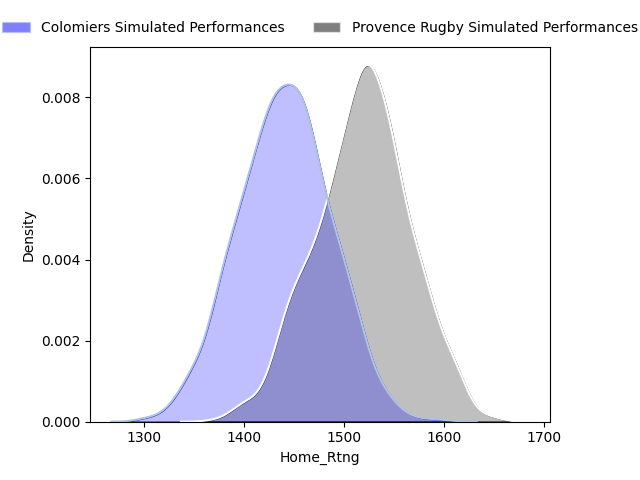 Colomiers Simulated Performances
Provence Rugby Simulated Performances
0.008
0.006
0.004
0.002
0.000
Density
1300 1400 1500 1600 1700
Home_Rtng